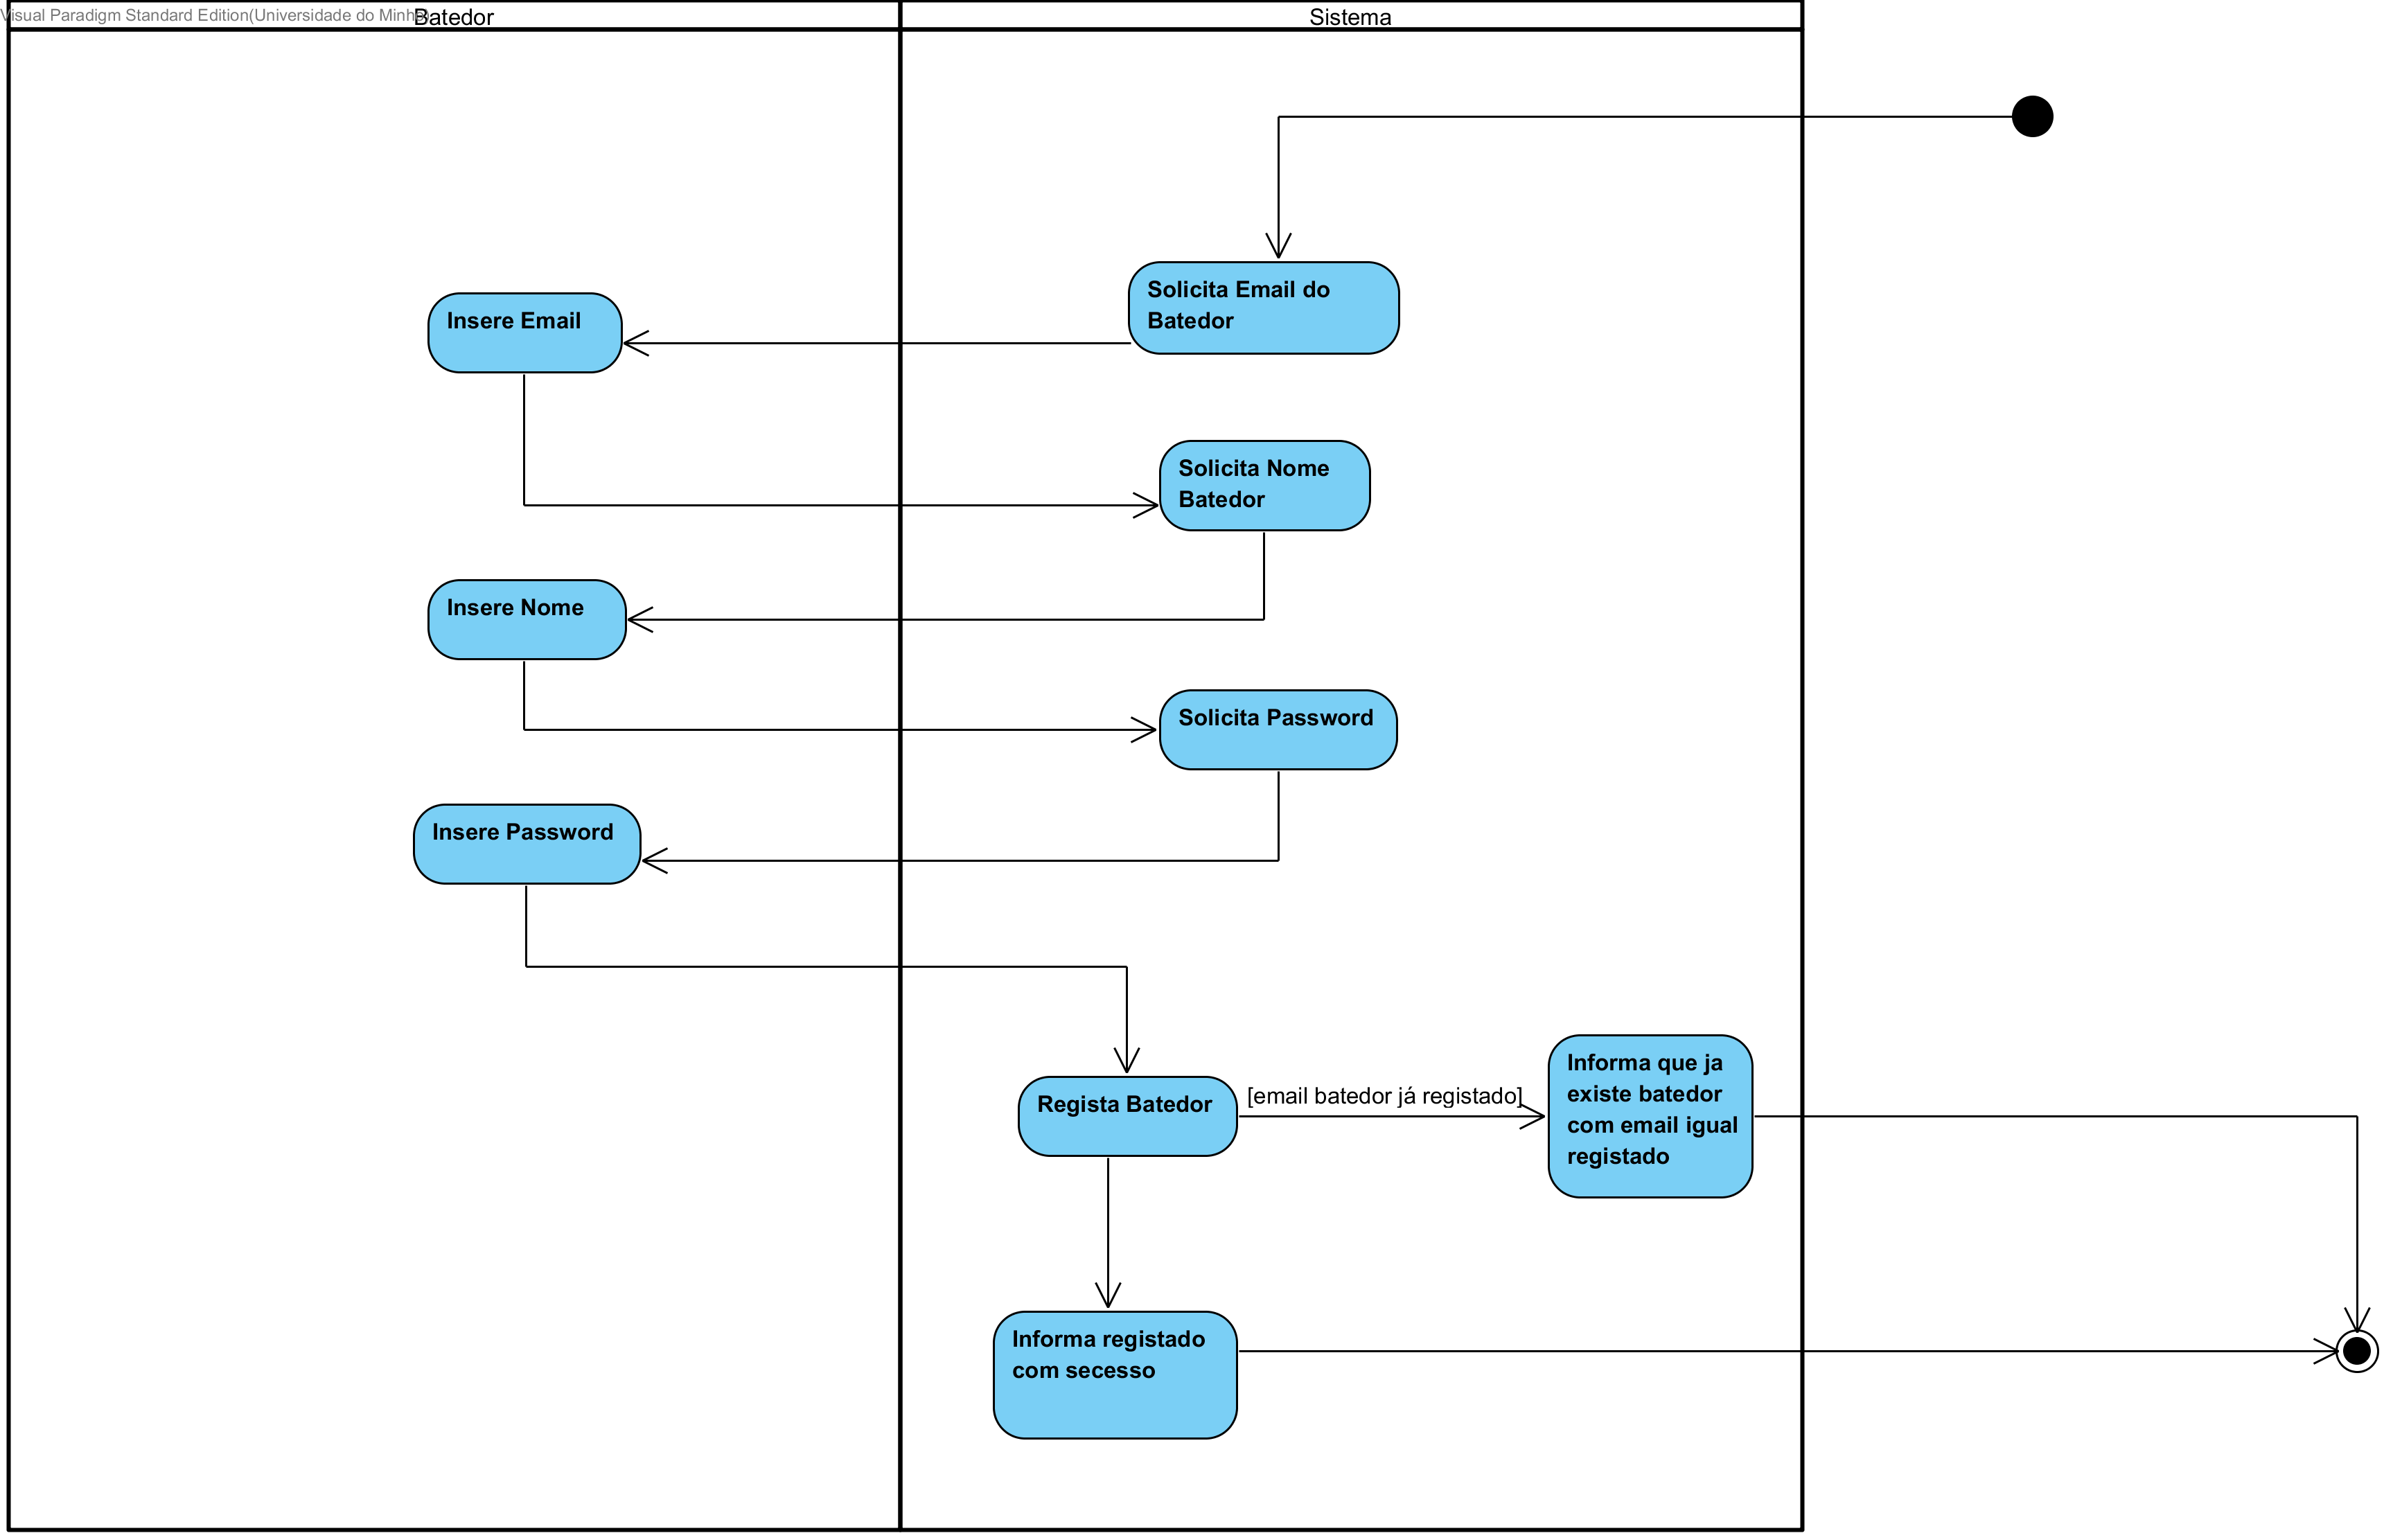 Visual Paradigm Standard Edition(Universidade do Minho)
Batedor
Sistema
Solicita Email do
Batedor
Insere Email
Solicita Nome
Batedor
Insere Nome
Solicita Password
Insere Password
Regista Batedor
[email batedor já registado]
Informa que ja
existe batedor
com email igual
registado
Informa registado
com secesso